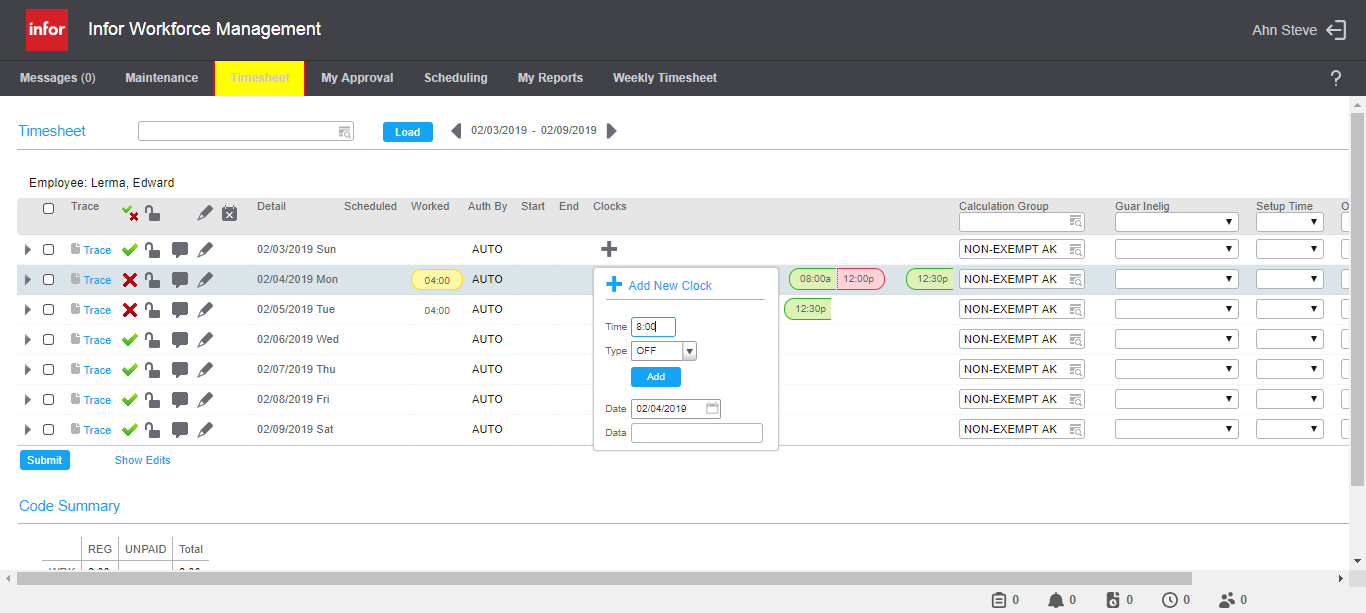 infor Infor Workforce Management Ahn Steve
Messages (0) Maintenance Timesheet My Approval Scheduling My Reports Weekly Timesheet ?
Timesheet Load 02/03/2019 - 02/09/2019
Employee: Lerma, Edward
Trace Detail Scheduled Worked Auth By Start End Clocks Calculation Group Guar Inelig Setup Time O
Trace 02/03/2019 Sun AUTO NON-EXEMPT AK
Trace 02/04/2019 Mon 04:00 AUTO 08:00a 12:00p 12:30p NON-EXEMPT AK
Trace 02/05/2019 Tue 04:00 AUTO 12:30p NON-EXEMPT AK
Trace 02/06/2019 Wed AUTO NON-EXEMPT AK
Trace 02/07/2019 Thu AUTO NON-EXEMPT AK
Trace 02/08/2019 Fri AUTO NON-EXEMPT AK
Trace 02/09/2019 Sat AUTO NON-EXEMPT AK
Add New Clock
Time 8:00
Type OFF
Add
Date 02/04/2019
Data
Submit Show Edits
Code Summary
REG UNPAID Total
0 0 0 0 0